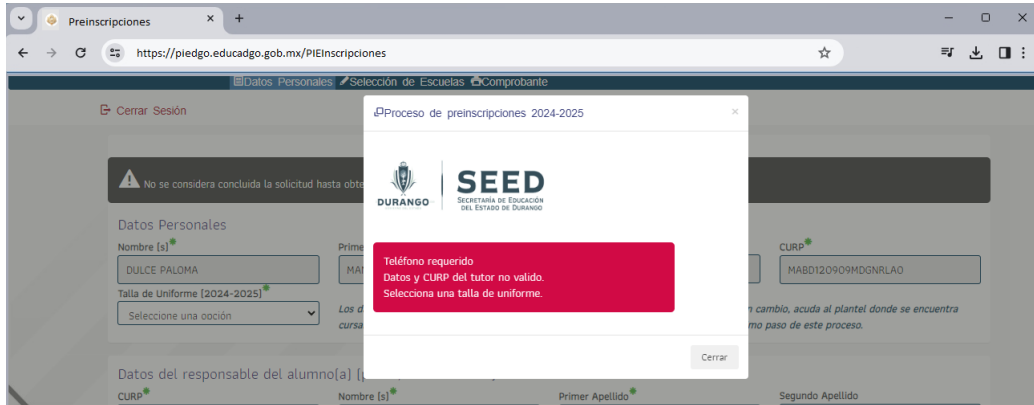 Preinscripciones
https://piedgo.educadgo.gob.mx/PIEInscripciones
Datos Personales Selección de Escuelas Comprobante
Cerrar Sesión
Proceso de preinscripciones 2024-2025
DURANGO
SEED
SECRETARÍA DE EDUCACIÓN
DEL ESTADO DE DURANGO
No se considera concluida la solicitud hasta obte
Datos Personales
Nombre [s]* Prime CURP*
DULCE PALOMA MABD120909MDGNRLA0
Teléfono requerido
Datos y CURP del tutor no valido.
Selecciona una talla de uniforme.
Talla de Uniforme [2024-2025]*
Seleccione una opción
Los d cambio, acuda al plantel donde se encuentra
cursa mo paso de este proceso.
Cerrar
Datos del responsable del alumno[a]
CURP* Nombre [s]* Primer Apellido* Segundo Apellido